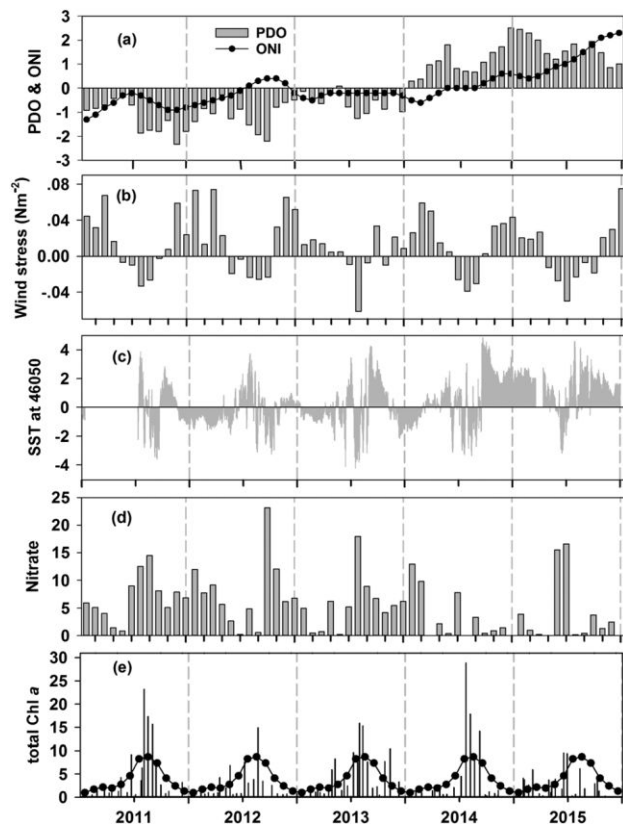 (a)
PDO
ONI
PDO & ONI
3
2
1
0
-1
-2
-3
(b)
Wind stress (Nm⁻²)
.08
.04
0.00
-.04
(c)
SST at 46050
4
2
0
-2
-4
(d)
Nitrate
25
20
15
10
5
0
(e)
total Chl a
30
25
20
15
10
5
0
2011 2012 2013 2014 2015